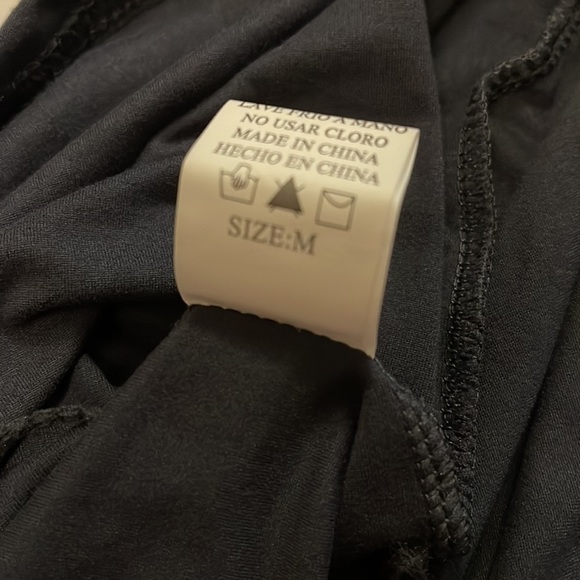 LAVE FRIO A MANO
NO USAR CLORO
MADE IN CHINA
HECHO EN CHINA
SIZE:M